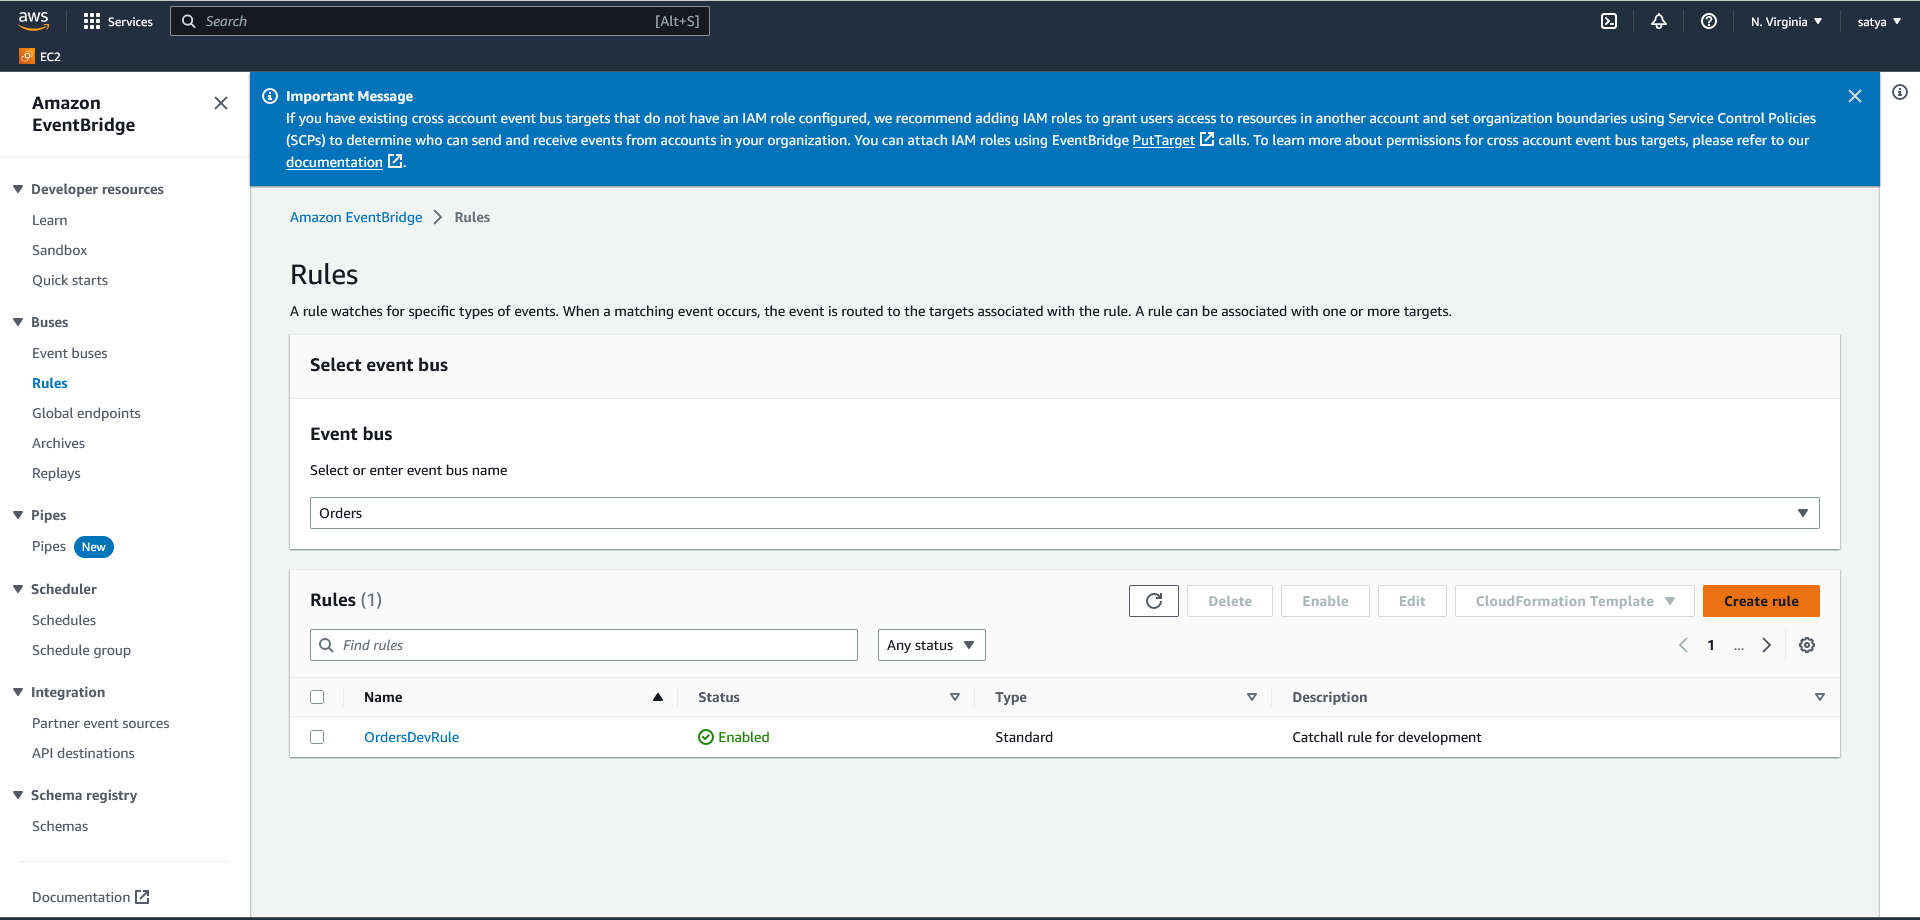 aws
Services
Search
[Alt+S]
N. Virginia
satya
EC2
Amazon
EventBridge
Developer resources
Learn
Sandbox
Quick starts
Buses
Event buses
Rules
Global endpoints
Archives
Replays
Pipes
Pipes New
Scheduler
Schedules
Schedule group
Integration
Partner event sources
API destinations
Schema registry
Schemas
Documentation
Important Message
If you have existing cross account event bus targets that do not have an IAM role configured, we recommend adding IAM roles to grant users access to resources in another account and set organization boundaries using Service Control Policies
(SCPs) to determine who can send and receive events from accounts in your organization. You can attach IAM roles using EventBridge PutTarget calls. To learn more about permissions for cross account event bus targets, please refer to our
documentation .
Amazon EventBridge
Rules
Rules
A rule watches for specific types of events. When a matching event occurs, the event is routed to the targets associated with the rule. A rule can be associated with one or more targets.
Select event bus
Event bus
Select or enter event bus name
Orders
Rules (1)
Delete
Enable
Edit
CloudFormation Template
Create rule
Find rules
Any status
1
...
Name
Status
Type
Description
OrdersDevRule
Enabled
Standard
Catchall rule for development